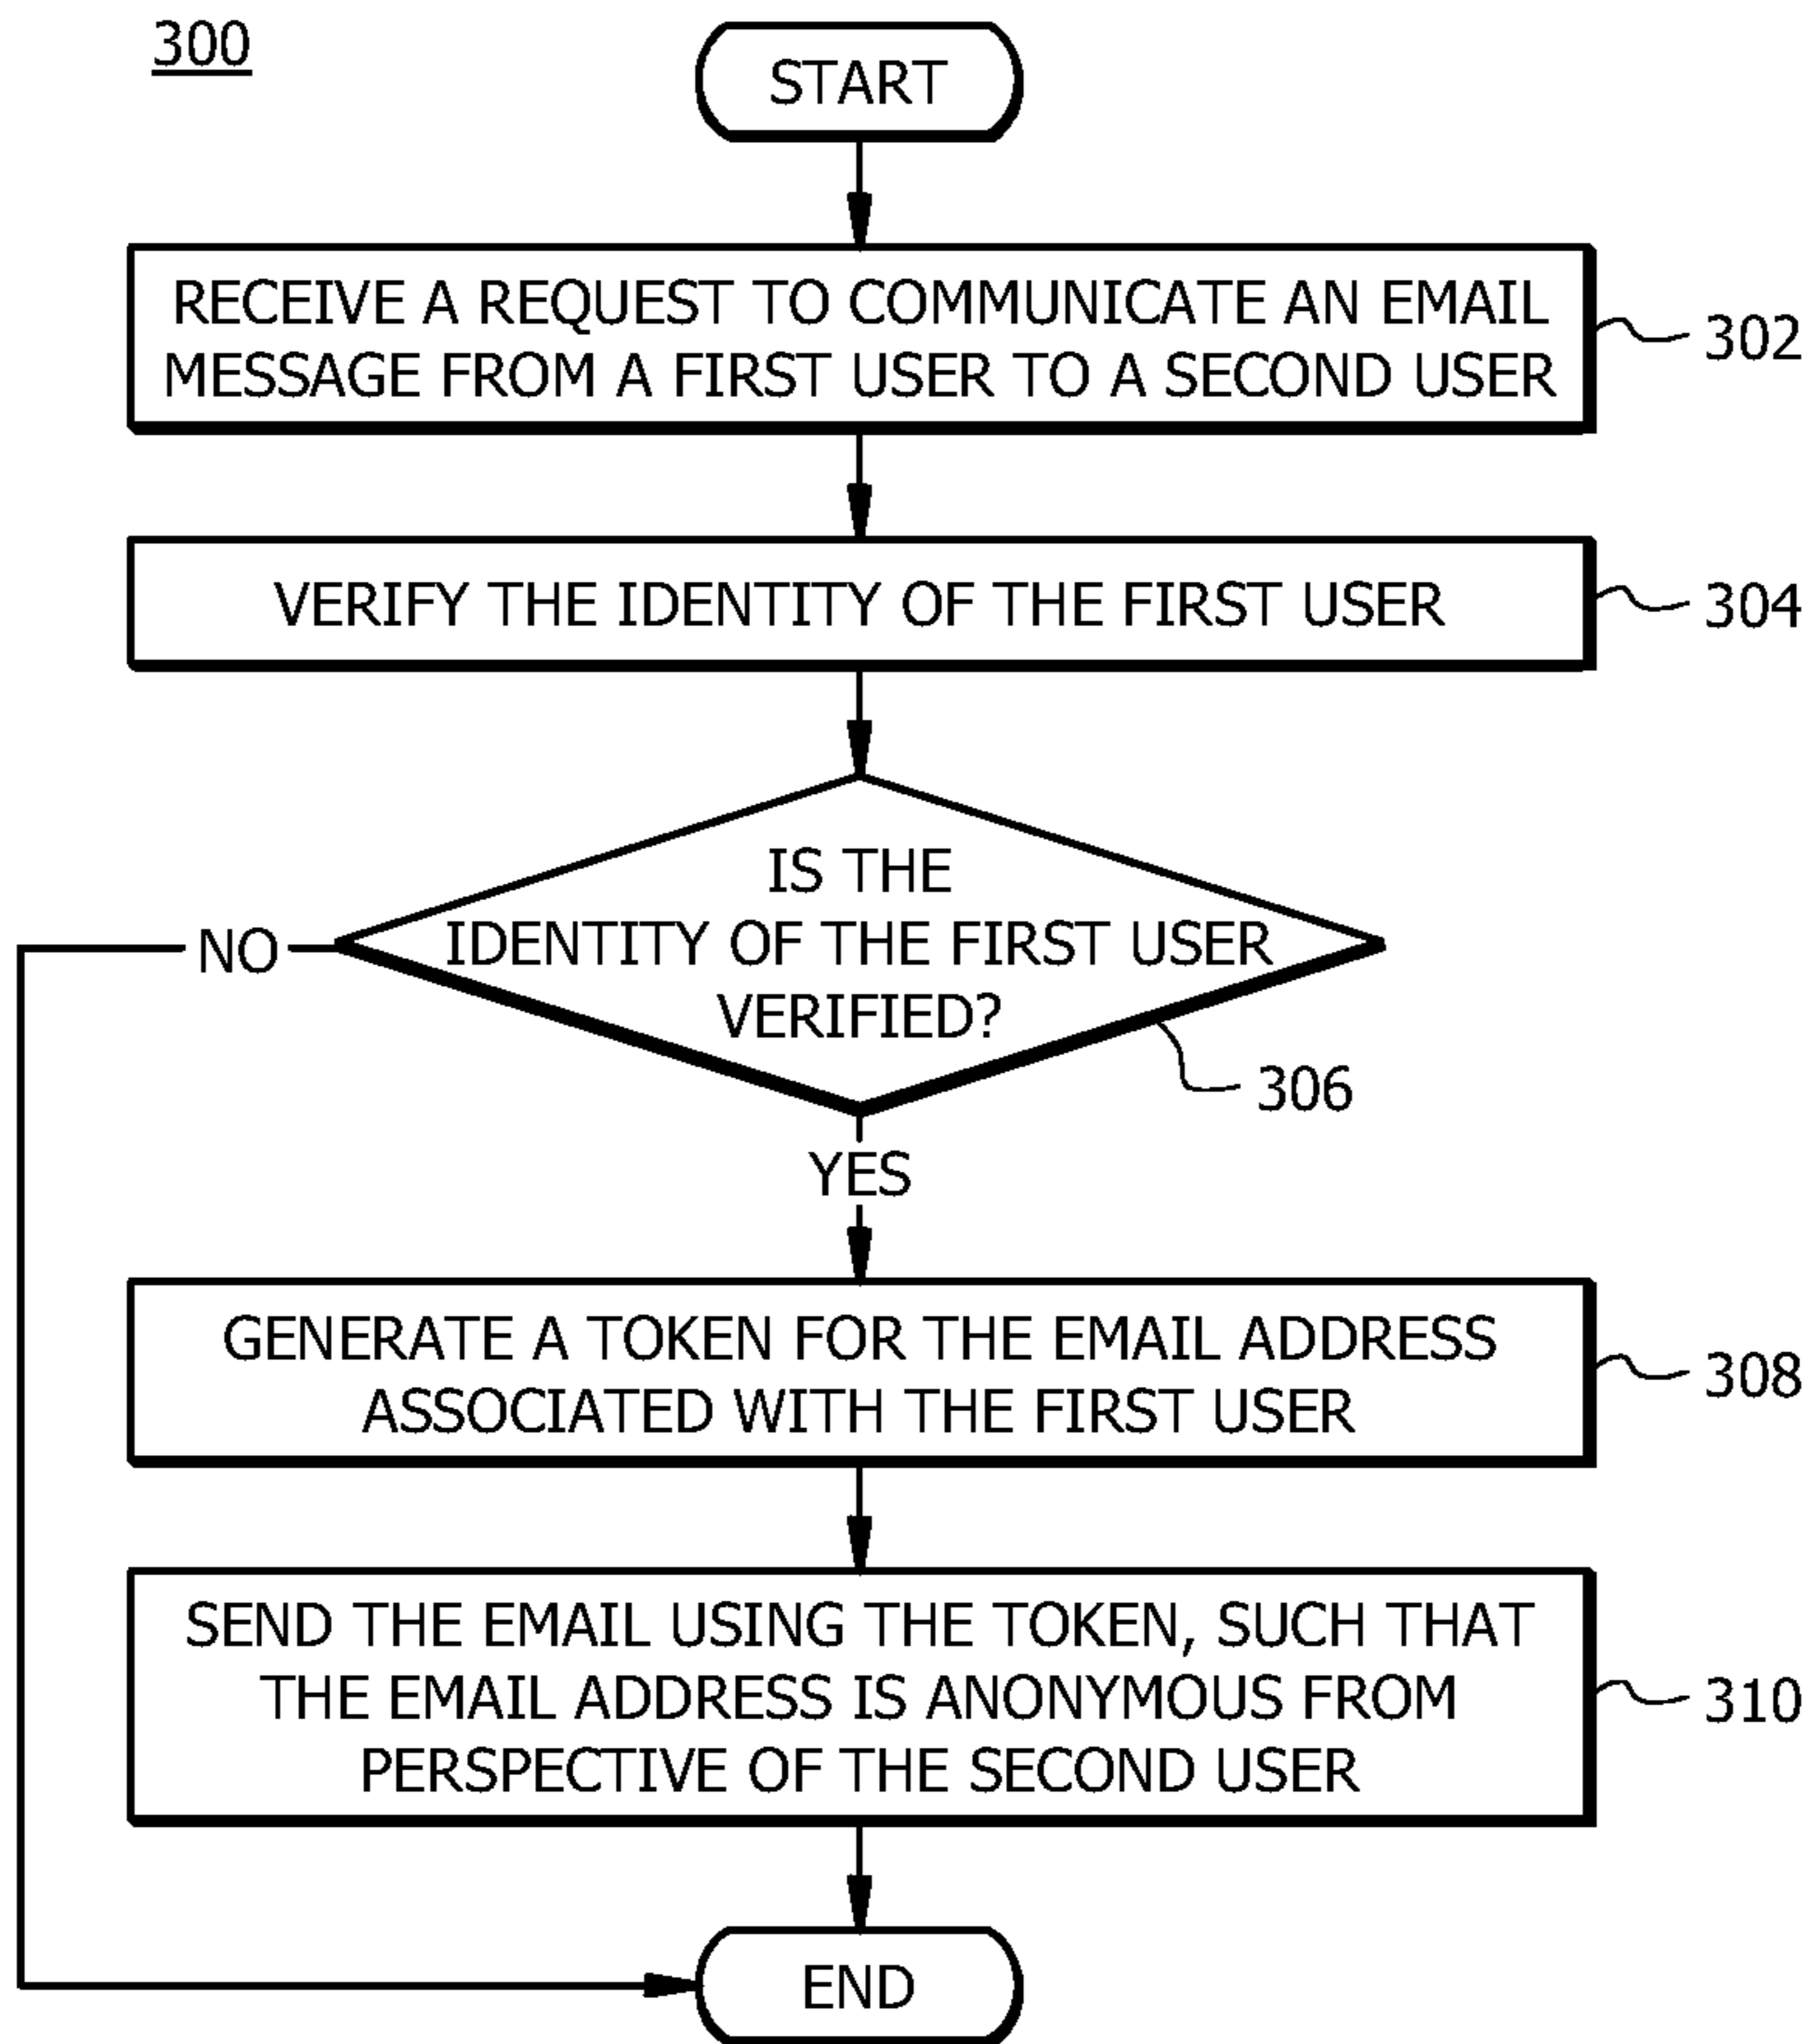 300
START
RECEIVE A REQUEST TO COMMUNICATE AN EMAIL
MESSAGE FROM A FIRST USER TO A SECOND USER
302
VERIFY THE IDENTITY OF THE FIRST USER
304
IS THE
IDENTITY OF THE FIRST USER
VERIFIED?
NO
306
YES
GENERATE A TOKEN FOR THE EMAIL ADDRESS
ASSOCIATED WITH THE FIRST USER
308
SEND THE EMAIL USING THE TOKEN, SUCH THAT
THE EMAIL ADDRESS IS ANONYMOUS FROM
PERSPECTIVE OF THE SECOND USER
310
END